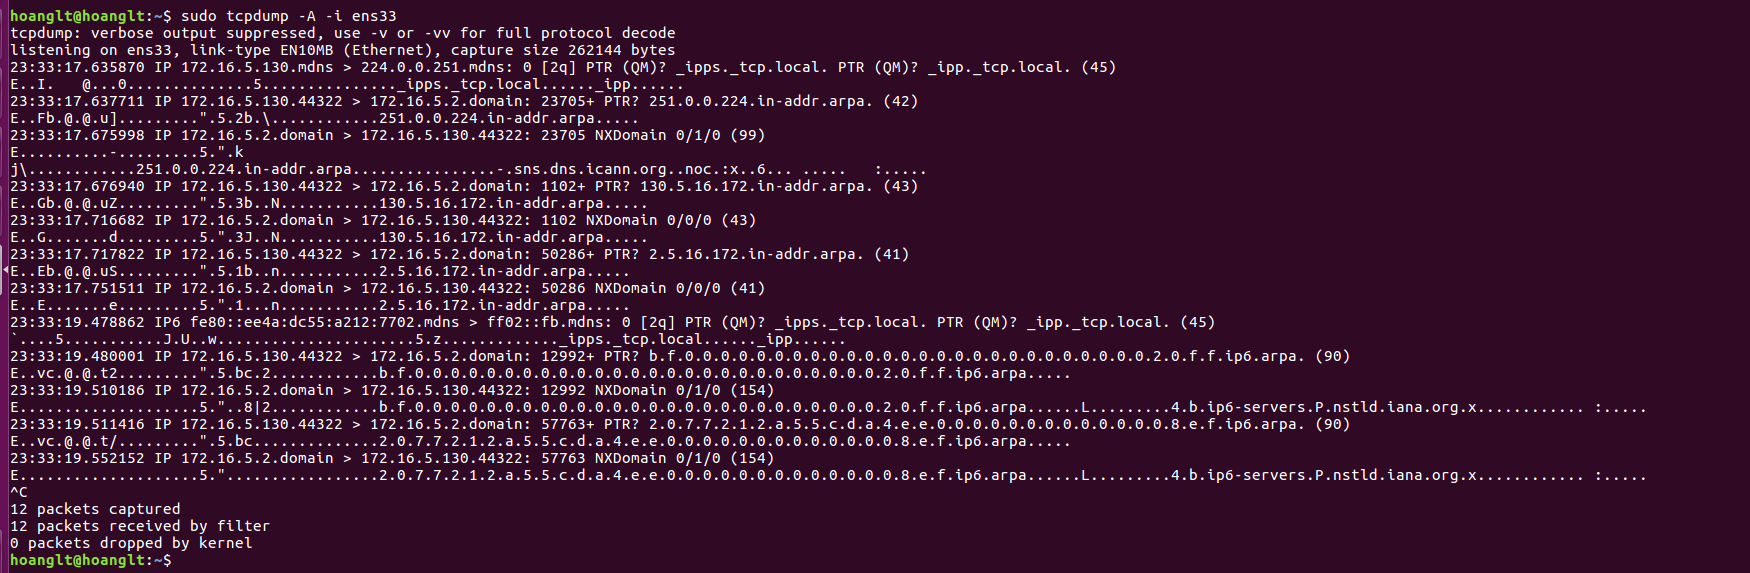 hoanglt@hoanglt:~$ sudo tcpdump -A -i ens33
tcpdump: verbose output suppressed, use -v or -vv for full protocol decode
listening on ens33, link-type EN10MB (Ethernet), capture size 262144 bytes
23:33:17.635870 IP 172.16.5.130.mdns > 224.0.0.251.mdns: 0 [2q] PTR (QM)? _ipps._tcp.local. PTR (QM)? _ipp._tcp.local. (45)
E..I.   @...0..............5..............._ipps._tcp.local......_ipp......
23:33:17.637711 IP 172.16.5.130.44322 > 172.16.5.2.domain: 23705+ PTR? 251.0.0.224.in-addr.arpa. (42)
E..Fb.@.@.u].........".5.2b.\............251.0.0.224.in-addr.arpa.....
23:33:17.675998 IP 172.16.5.2.domain > 172.16.5.130.44322: 23705 NXDomain 0/1/0 (99)
E..........-.........5.".k
j\............251.0.0.224.in-addr.arpa................-.sns.dns.icann.org..noc.:x..6... .....   :.....
23:33:17.676940 IP 172.16.5.130.44322 > 172.16.5.2.domain: 1102+ PTR? 130.5.16.172.in-addr.arpa. (43)
E..Gb.@.@.uZ.........".5.3b..N...........130.5.16.172.in-addr.arpa.....
23:33:17.716682 IP 172.16.5.2.domain > 172.16.5.130.44322: 1102 NXDomain 0/0/0 (43)
E..G.......d.........5.".3J..N...........130.5.16.172.in-addr.arpa.....
23:33:17.717822 IP 172.16.5.130.44322 > 172.16.5.2.domain: 50286+ PTR? 2.5.16.172.in-addr.arpa. (41)
E..Eb.@.@.uS.........".5.1b..n...........2.5.16.172.in-addr.arpa.....
23:33:17.751511 IP 172.16.5.2.domain > 172.16.5.130.44322: 50286 NXDomain 0/0/0 (41)
E..E.......e.........5.".1...n...........2.5.16.172.in-addr.arpa.....
23:33:19.478862 IP6 fe80::ee4a:dc55:a212:7702.mdns > ff02::fb.mdns: 0 [2q] PTR (QM)? _ipps._tcp.local. PTR (QM)? _ipp._tcp.local. (45)
`....5...........J.U..w......................5.z............._ipps._tcp.local......_ipp......
23:33:19.480001 IP 172.16.5.130.44322 > 172.16.5.2.domain: 12992+ PTR? b.f.0.0.0.0.0.0.0.0.0.0.0.0.0.0.0.0.0.0.0.0.0.0.0.0.0.0.2.0.f.f.ip6.arpa. (90)
E..vc.@.@.t2.........".5.bc.2............b.f.0.0.0.0.0.0.0.0.0.0.0.0.0.0.0.0.0.0.0.0.0.0.0.0.0.0.2.0.f.f.ip6.arpa.....
23:33:19.510186 IP 172.16.5.2.domain > 172.16.5.130.44322: 12992 NXDomain 0/1/0 (154)
E....................5."..8|2............b.f.0.0.0.0.0.0.0.0.0.0.0.0.0.0.0.0.0.0.0.0.0.0.0.0.0.0.2.0.f.f.ip6.arpa......L.........4.b.ip6-servers.P.nstld.iana.org.x............ :.....
23:33:19.511416 IP 172.16.5.130.44322 > 172.16.5.2.domain: 57763+ PTR? 2.0.7.7.2.1.2.a.5.5.c.d.a.4.e.e.0.0.0.0.0.0.0.0.0.0.0.0.0.8.e.f.ip6.arpa. (90)
E..vc.@.@.t/.........".5.bc..............2.0.7.7.2.1.2.a.5.5.c.d.a.4.e.e.0.0.0.0.0.0.0.0.0.0.0.0.0.8.e.f.ip6.arpa.....
23:33:19.552152 IP 172.16.5.2.domain > 172.16.5.130.44322: 57763 NXDomain 0/1/0 (154)
E....................5.".................2.0.7.7.2.1.2.a.5.5.c.d.a.4.e.e.0.0.0.0.0.0.0.0.0.0.0.0.0.8.e.f.ip6.arpa......L.........4.b.ip6-servers.P.nstld.iana.org.x............ :.....
^C
12 packets captured
12 packets received by filter
0 packets dropped by kernel
hoanglt@hoanglt:~$